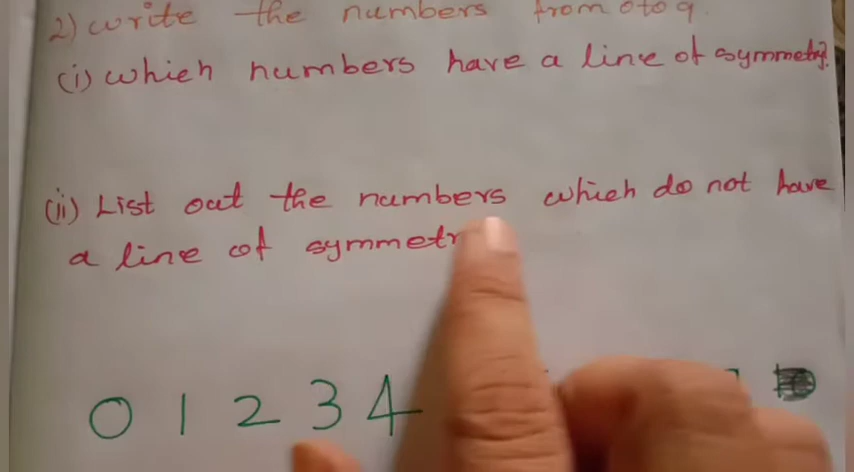 2) write the numbers from 0 to 9.
(i) which numbers have a line of symmetry?
(ii) List out the numbers which do not have
a line of symmetr
0 1 2 3 4